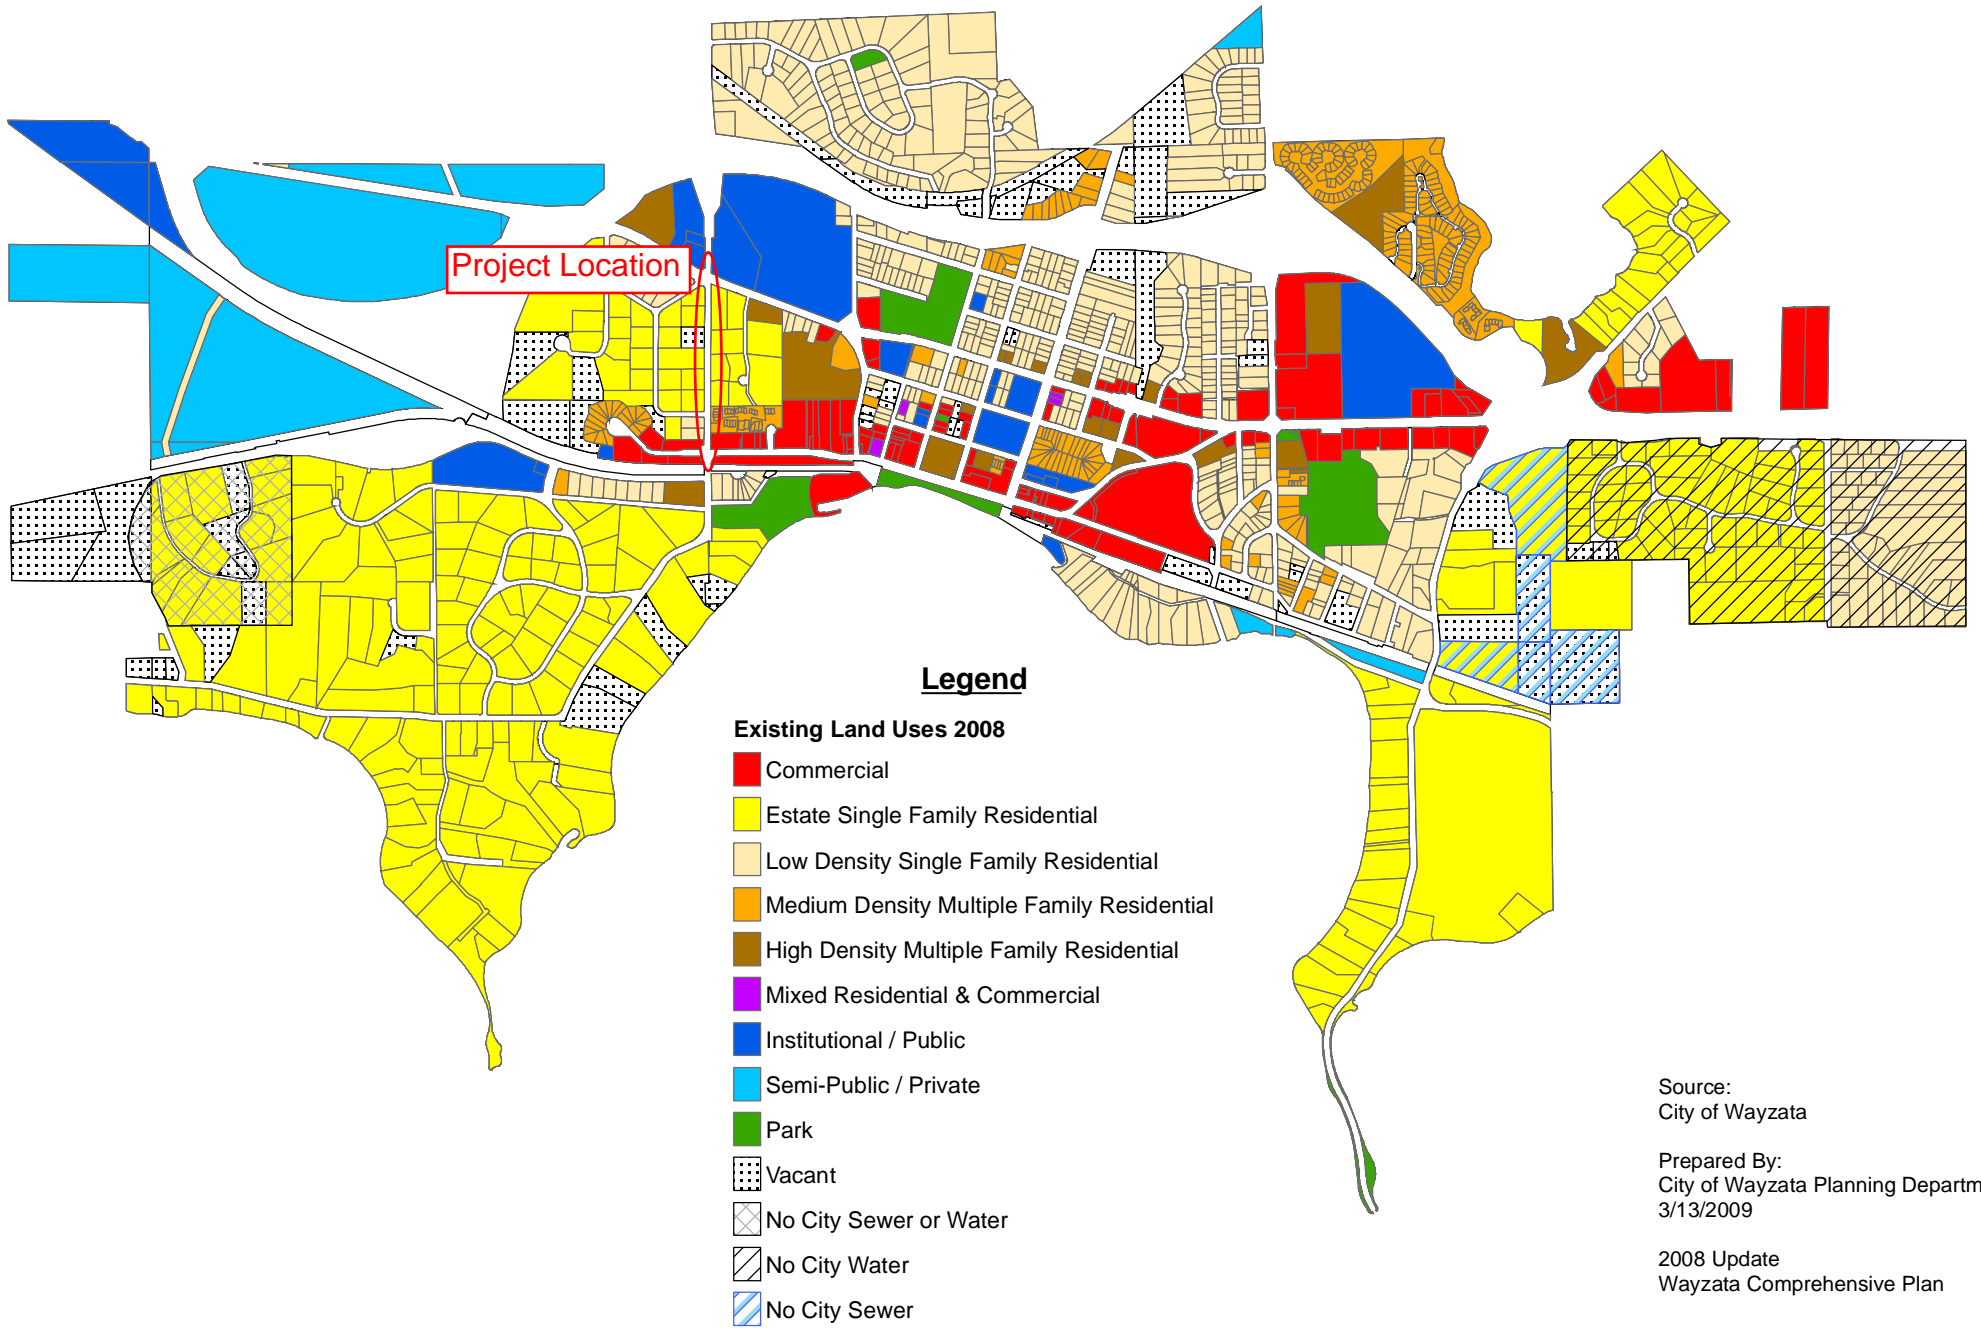 Project Location
Legend
Existing Land Uses 2008
Commercial
Estate Single Family Residential
Low Density Single Family Residential
Medium Density Multiple Family Residential
High Density Multiple Family Residential
Mixed Residential & Commercial
Institutional / Public
Semi-Public / Private
Park
Vacant
No City Sewer or Water
No City Water
No City Sewer
Source:
City of Wayzata
Prepared By:
City of Wayzata Planning Departm
3/13/2009
2008 Update
Wayzata Comprehensive Plan